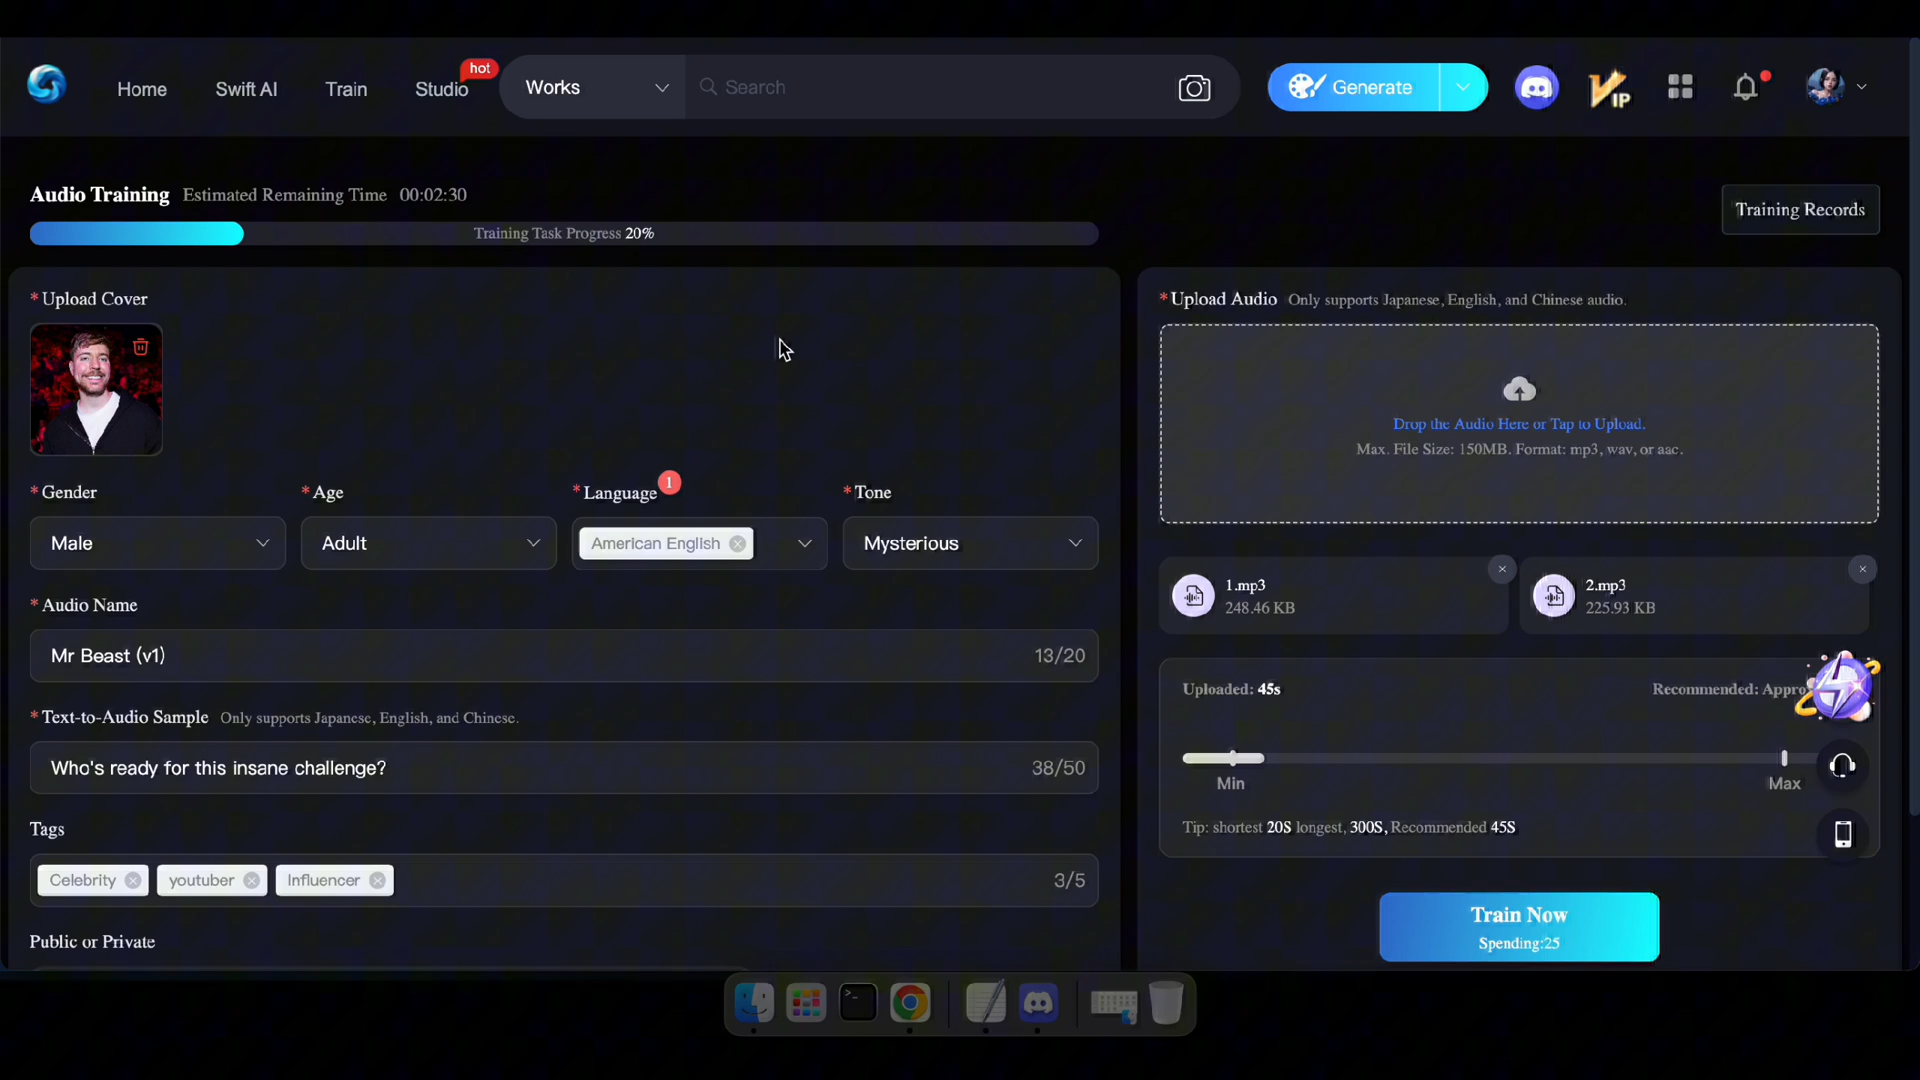 Home
Swift AI
Train
Studio
hot
Works
Search
Generate
VIP
Audio Training Estimated Remaining Time 00:02:30
Training Task Progress 20%
Training Records
* Upload Cover
* Gender
* Age
* Language
1
* Tone
Male
Adult
American English
Mysterious
* Audio Name
Mr Beast (v1)
13/20
* Text-to-Audio Sample Only supports Japanese, English, and Chinese.
Who's ready for this insane challenge?
38/50
Tags
Celebrity
youtuber
Influencer
3/5
Public or Private
* Upload Audio Only supports Japanese, English, and Chinese audio.
Drop the Audio Here or Tap to Upload.
Max. File Size: 150MB. Format: mp3, wav, or aac.
1.mp3
248.46 KB
2.mp3
225.93 KB
Uploaded: 45s
Recommended: Appro
Min
Max
Tip: shortest 20S longest, 300S, Recommended 45S
Train Now
Spending:25